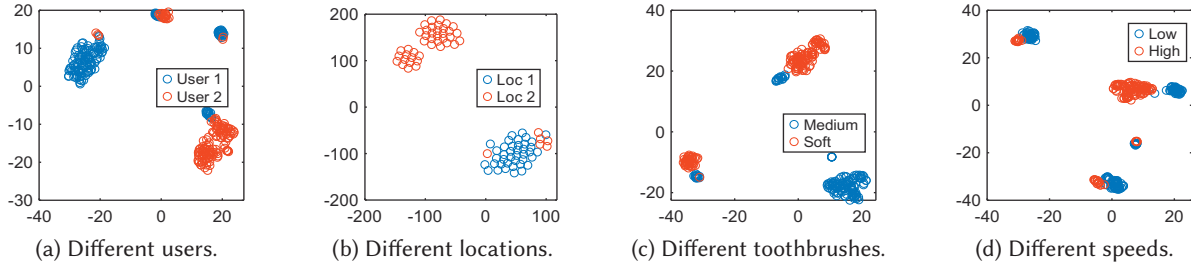 20
10
0
-10
-20
-30
-40 -20 0 20
User 1
User 2
(a) Different users.
200
100
0
-100
-200
-200 -100 0 100
Loc 1
Loc 2
(b) Different locations.
40
20
0
-20
-40 -20 0 20
Medium
Soft
(c) Different toothbrushes.
40
20
0
-20
-40
-40 -20 0 20
Low
High
(d) Different speeds.